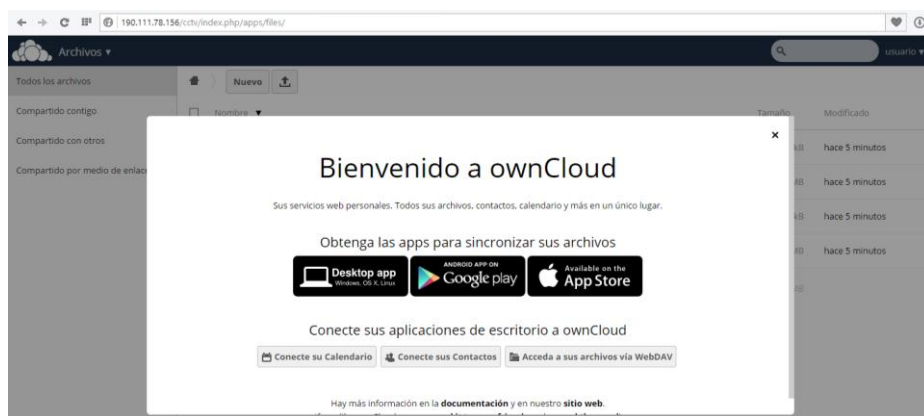 190.111.78.156/cctv/index.php/apps/files/
Archivos ▾
usuario ▾
Todos los archivos
Nuevo
Compartido contigo
Nombre ▼
Tamaño
Modificado
Compartido con otros
kB
hace 5 minutos
Compartido por medio de enlac
MB
hace 5 minutos
kB
hace 5 minutos
MB
hace 5 minutos
MB
×
Bienvenido a ownCloud
Sus servicios web personales. Todos sus archivos, contactos, calendario y más en un único lugar.
Obtenga las apps para sincronizar sus archivos
Desktop app
Windows, OS X, Linux
ANDROID APP ON
Google play
Available on the
App Store
Conecte sus aplicaciones de escritorio a ownCloud
Conecte su Calendario
Conecte sus Contactos
Acceda a sus archivos vía WebDAV
Hay más información en la documentación y en nuestro sitio web.